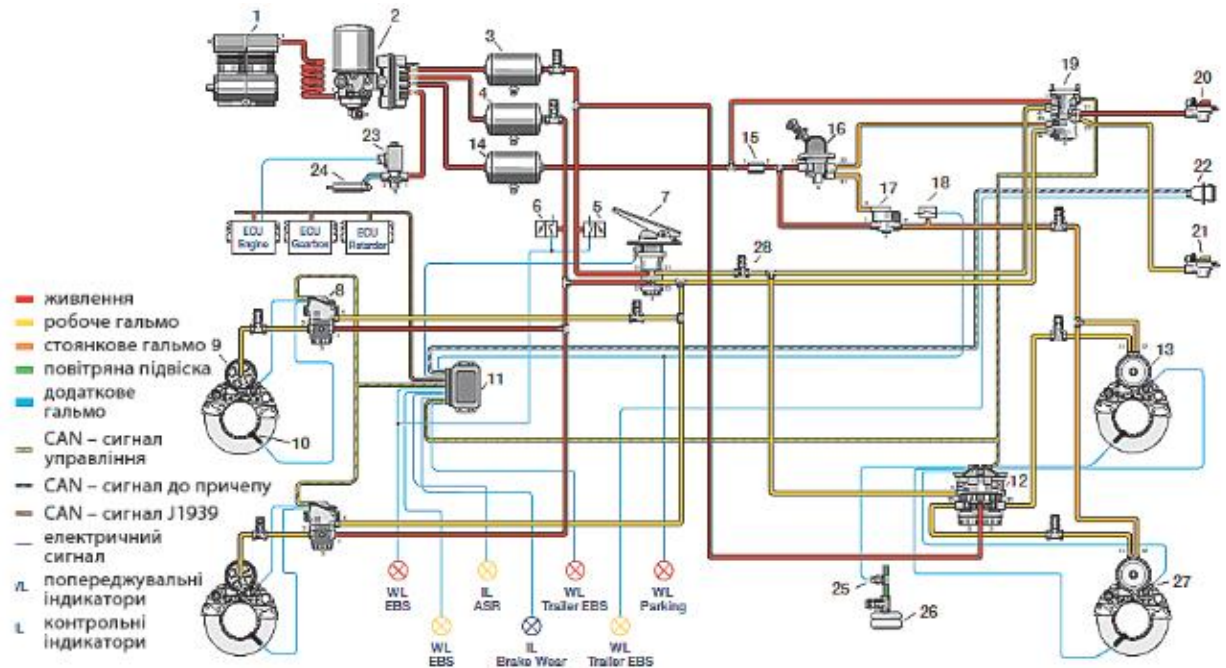 1
2
3
4
14
23
24
ECU
Engine
ECU
Gearbox
ECU
Retarder
6
5
7
15
16
17
18
19
20
22
21
28
8
11
10
12
13
25
26
27
живлення
робоче гальмо
стоянкове гальмо 9
повітряна підвіска
додаткове
гальмо
CAN – сигнал
управління
CAN – сигнал до причепу
CAN – сигнал J1939
електричний
сигнал
попереджувальні
індикатори
контрольні
індикатори
WL
EBS
IL
ASR
WL
Trailer EBS
WL
Parking
WL
EBS
IL
Brake Wear
WL
Trailer EBS